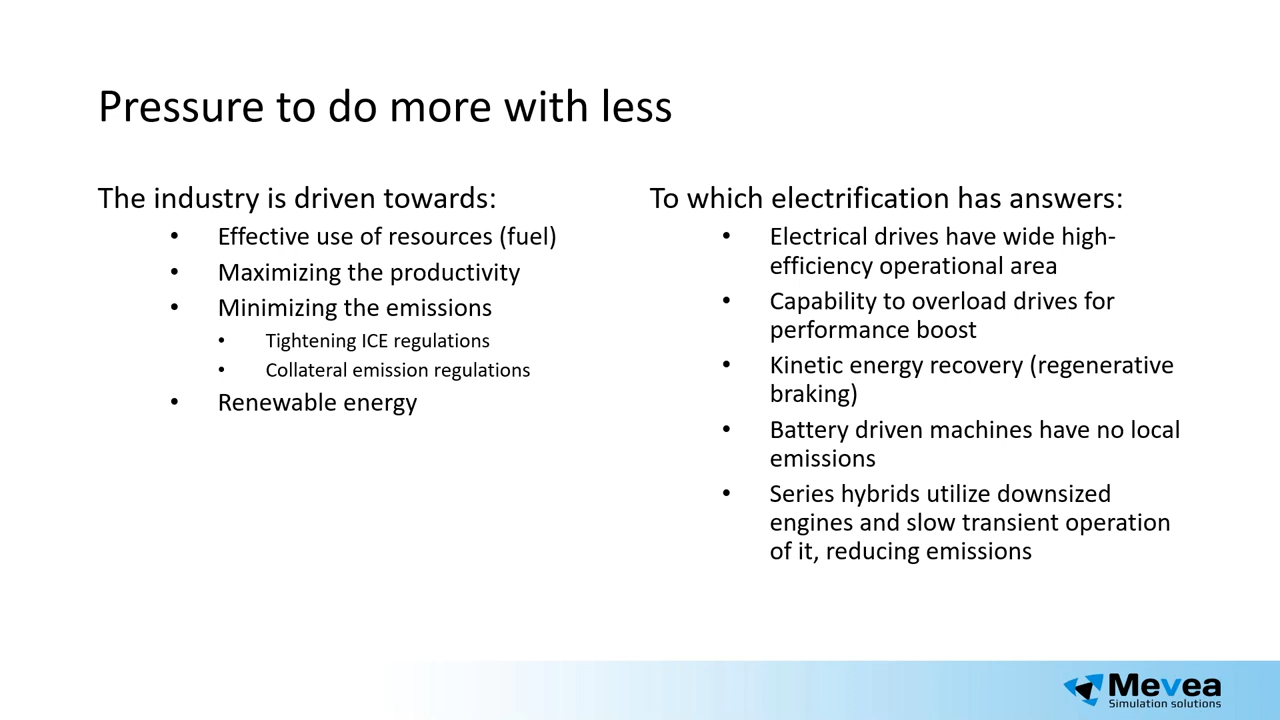 Pressure to do more with less
The industry is driven towards:
• Effective use of resources (fuel)
• Maximizing the productivity
• Minimizing the emissions
• Tightening ICE regulations
• Collateral emission regulations
• Renewable energy
To which electrification has answers:
• Electrical drives have wide high-
efficiency operational area
• Capability to overload drives for
performance boost
• Kinetic energy recovery (regenerative
braking)
• Battery driven machines have no local
emissions
• Series hybrids utilize downsized
engines and slow transient operation
of it, reducing emissions
Mevea
Simulation solutions